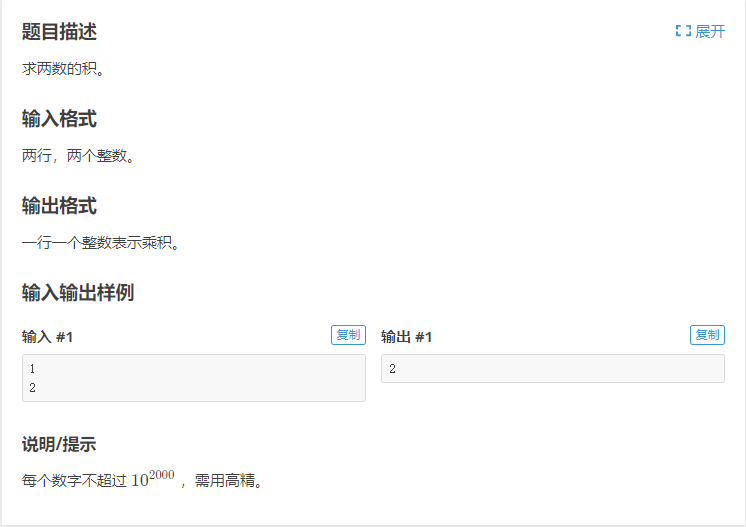 题目描述
展开
求两数的积。
输入格式
两行，两个整数。
输出格式
一行一个整数表示乘积。
输入输出样例
输入 #1
复制
输出 #1
复制
1
2
2
说明/提示
每个数字不超过 10^2000 ，需用高精。